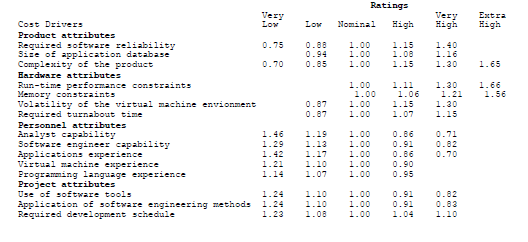 Ratings
Very Very Extra
Cost Drivers Low Low Nominal High High High
Product attributes
Required software reliability 0.75 0.88 1.00 1.15 1.40
Size of application database 0.94 1.00 1.08 1.16
Complexity of the product 0.70 0.85 1.00 1.15 1.30 1.65
Hardware attributes
Run-time performance constraints 1.00 1.11 1.30 1.66
Memory constraints 1.00 1.06 1.21 1.56
Volatility of the virtual machine envionment 0.87 1.00 1.15 1.30
Required turnabout time 0.87 1.00 1.07 1.15
Personnel attributes
Analyst capability 1.46 1.19 1.00 0.86 0.71
Software engineer capability 1.29 1.13 1.00 0.91 0.82
Applications experience 1.42 1.17 1.00 0.86 0.70
Virtual machine experience 1.21 1.10 1.00 0.90
Programming language experience 1.14 1.07 1.00 0.95
Project attributes
Use of software tools 1.24 1.10 1.00 0.91 0.82
Application of software engineering methods 1.24 1.10 1.00 0.91 0.83
Required development schedule 1.23 1.08 1.00 1.04 1.10